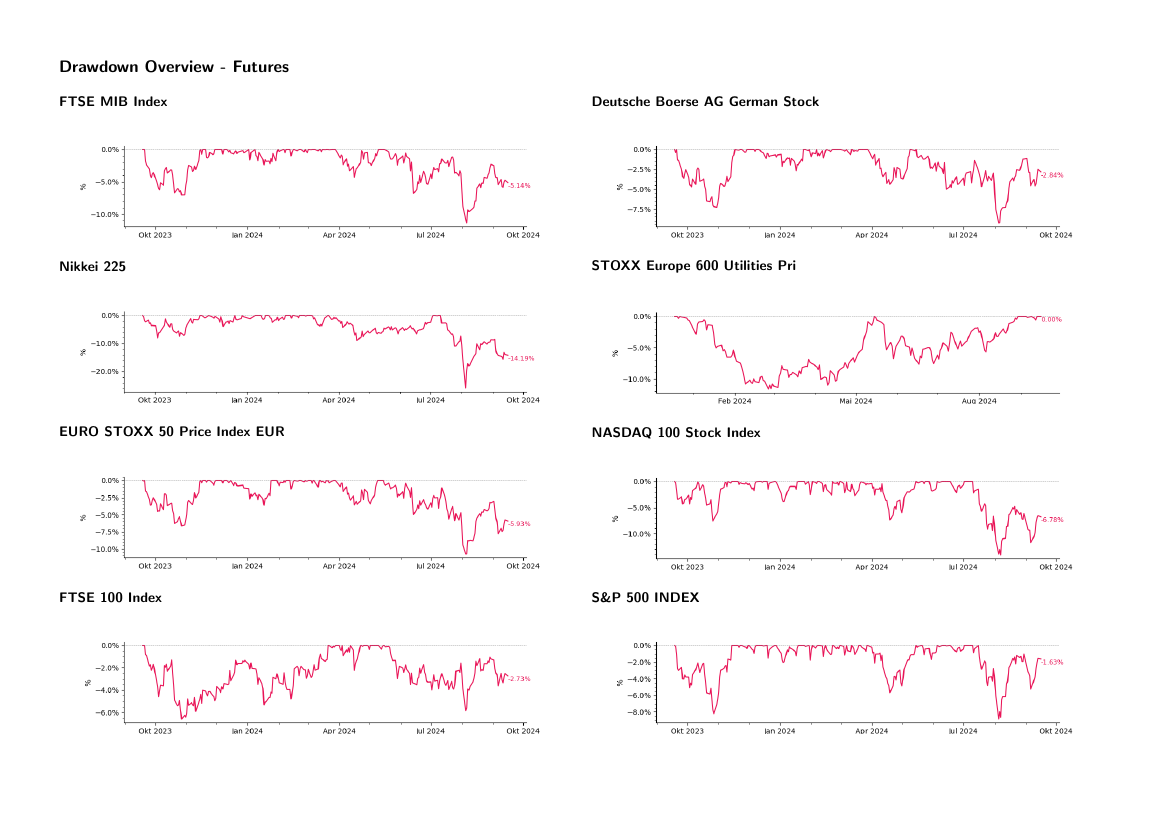 Drawdown Overview - Futures
FTSE MIB Index
0.0%
−5.0%
−10.0%
%
-5.14%
Okt 2023
Jan 2024
Apr 2024
Jul 2024
Okt 2024
Deutsche Boerse AG German Stock
0.0%
−2.5%
−5.0%
−7.5%
%
-2.84%
Okt 2023
Jan 2024
Apr 2024
Jul 2024
Okt 2024
Nikkei 225
0.0%
−10.0%
−20.0%
%
-14.19%
Okt 2023
Jan 2024
Apr 2024
Jul 2024
Okt 2024
STOXX Europe 600 Utilities Pri
0.0%
−5.0%
−10.0%
%
0.00%
Feb 2024
Mai 2024
Aug 2024
EURO STOXX 50 Price Index EUR
0.0%
−2.5%
−5.0%
−7.5%
−10.0%
%
-5.93%
Okt 2023
Jan 2024
Apr 2024
Jul 2024
Okt 2024
NASDAQ 100 Stock Index
0.0%
−5.0%
−10.0%
%
-6.78%
Okt 2023
Jan 2024
Apr 2024
Jul 2024
Okt 2024
FTSE 100 Index
0.0%
−2.0%
−4.0%
−6.0%
%
-2.73%
Okt 2023
Jan 2024
Apr 2024
Jul 2024
Okt 2024
S&P 500 INDEX
0.0%
−2.0%
−4.0%
−6.0%
−8.0%
%
-1.63%
Okt 2023
Jan 2024
Apr 2024
Jul 2024
Okt 2024